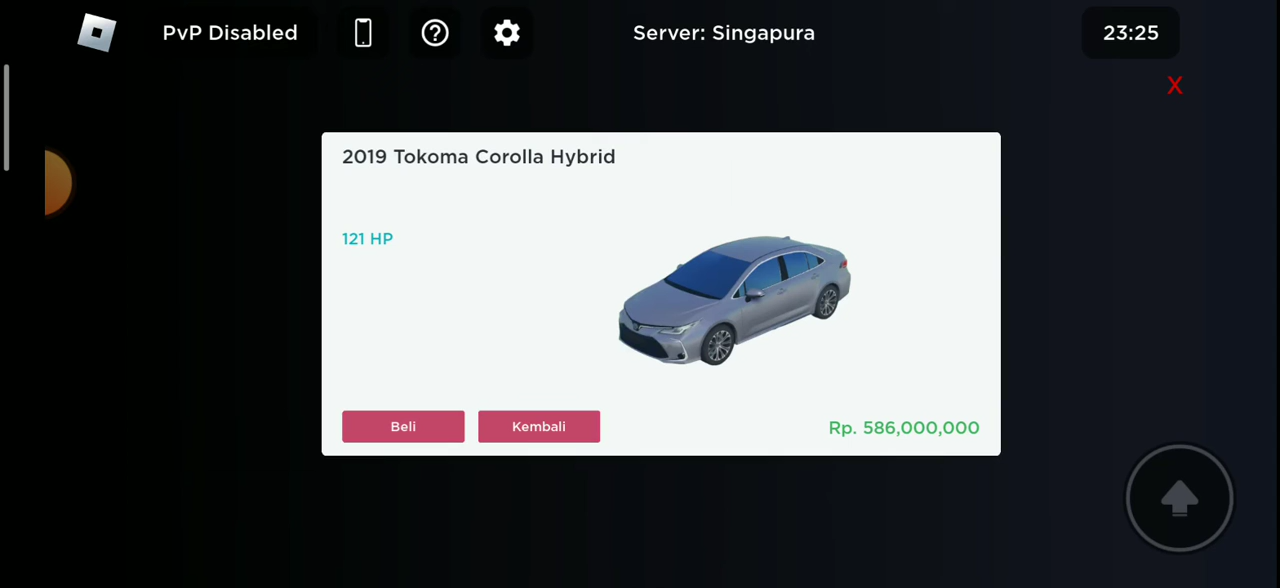 PvP Disabled
Server: Singapura
23:25
X
2019 Tokoma Corolla Hybrid
121 HP
Beli
Kembali
Rp. 586,000,000